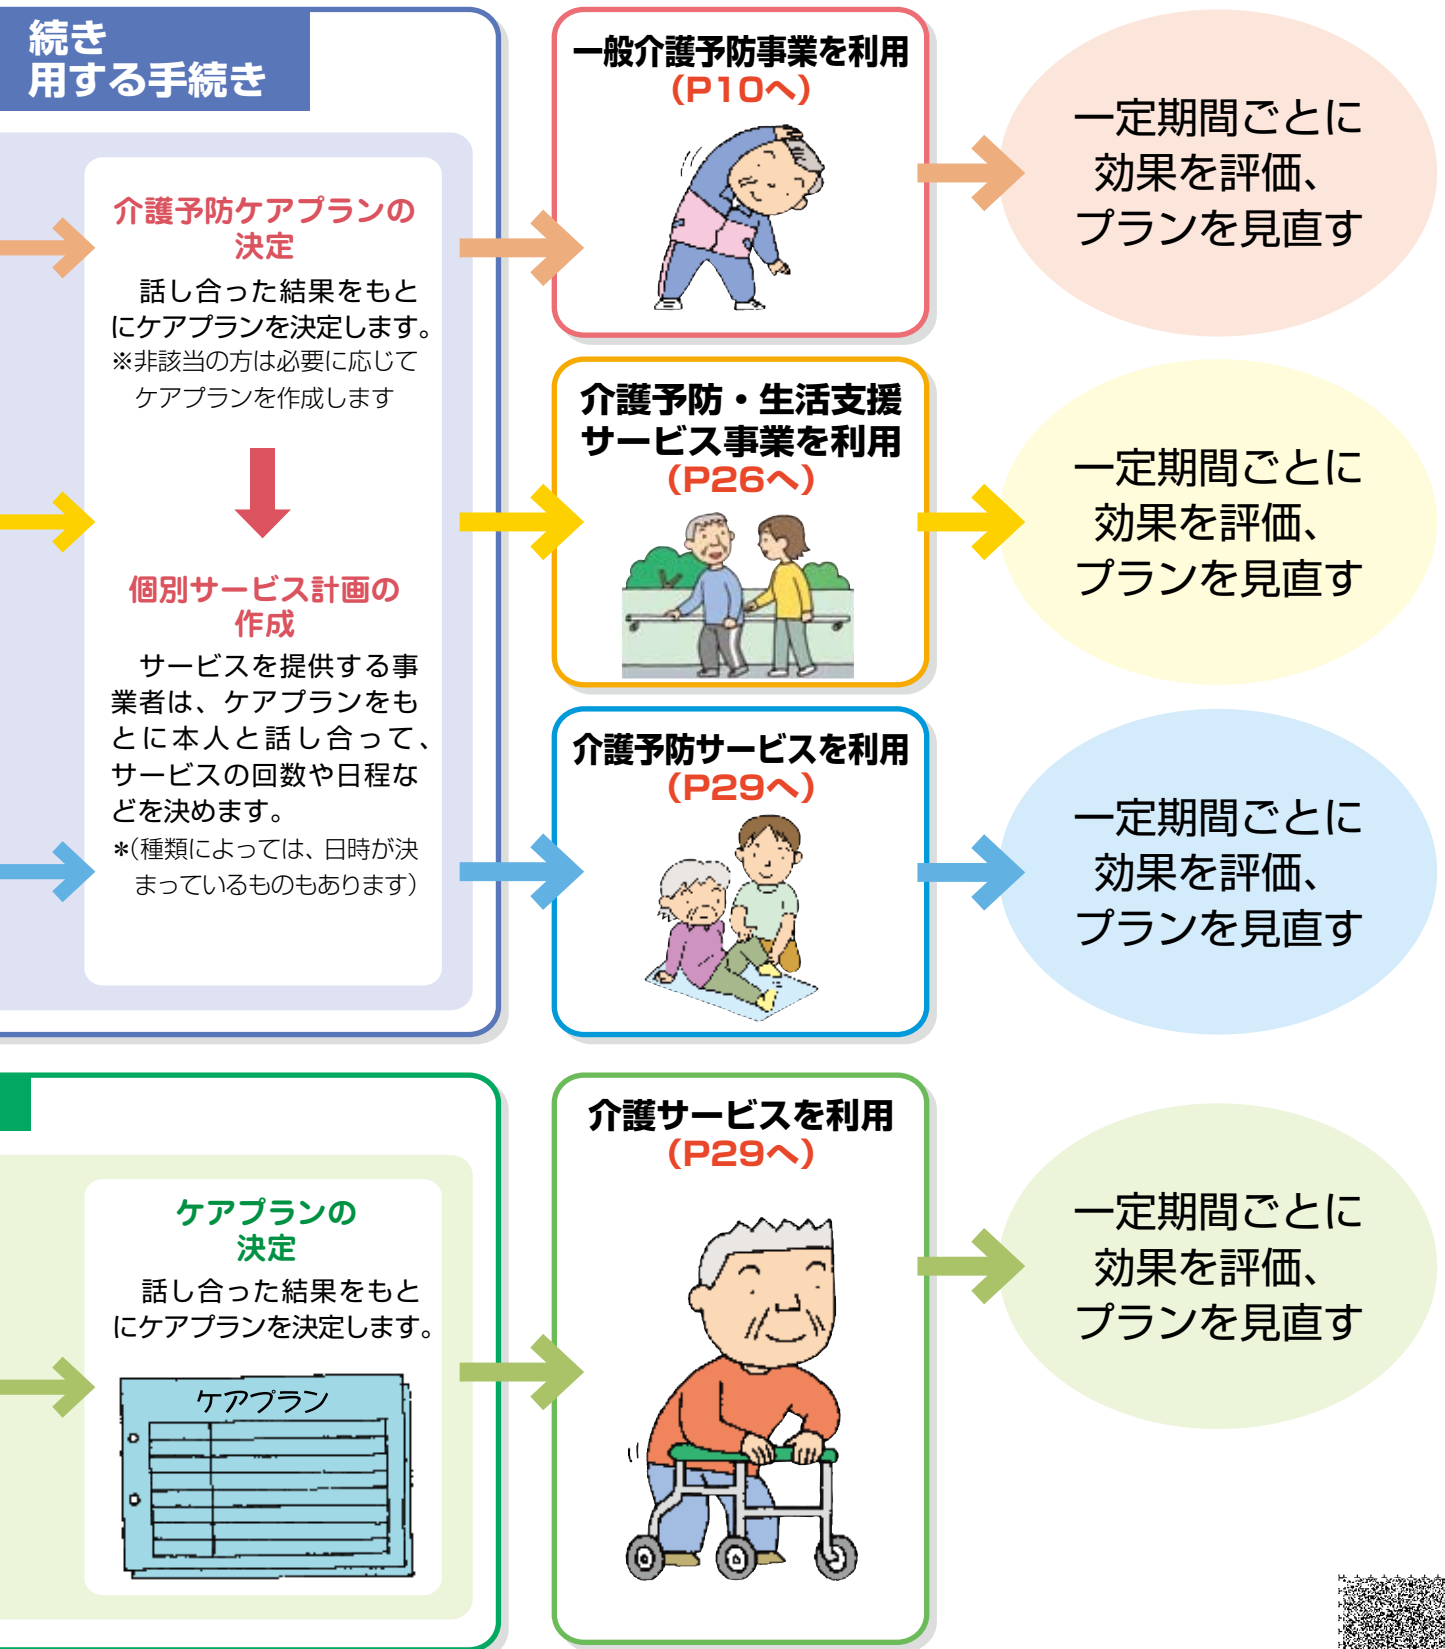 続き
用する手続き
介護予防ケアプランの
決定
話し合った結果をもと
にケアプランを決定します。
※非該当の方は必要に応じて
ケアプランを作成します
個別サービス計画の
作成
サービスを提供する事
業者は、ケアプランをも
とに本人と話し合って、
サービスの回数や日程な
どを決めます。
*(種類によっては、日時が決
まっているものもあります)
一般介護予防事業を利用
(P10へ)
一定期間ごとに
効果を評価、
プランを見直す
介護予防・生活支援
サービス事業を利用
(P26へ)
一定期間ごとに
効果を評価、
プランを見直す
介護予防サービスを利用
(P29へ)
一定期間ごとに
効果を評価、
プランを見直す
ケアプランの
決定
話し合った結果をもと
にケアプランを決定します。
ケアプラン
介護サービスを利用
(P29へ)
一定期間ごとに
効果を評価、
プランを見直す